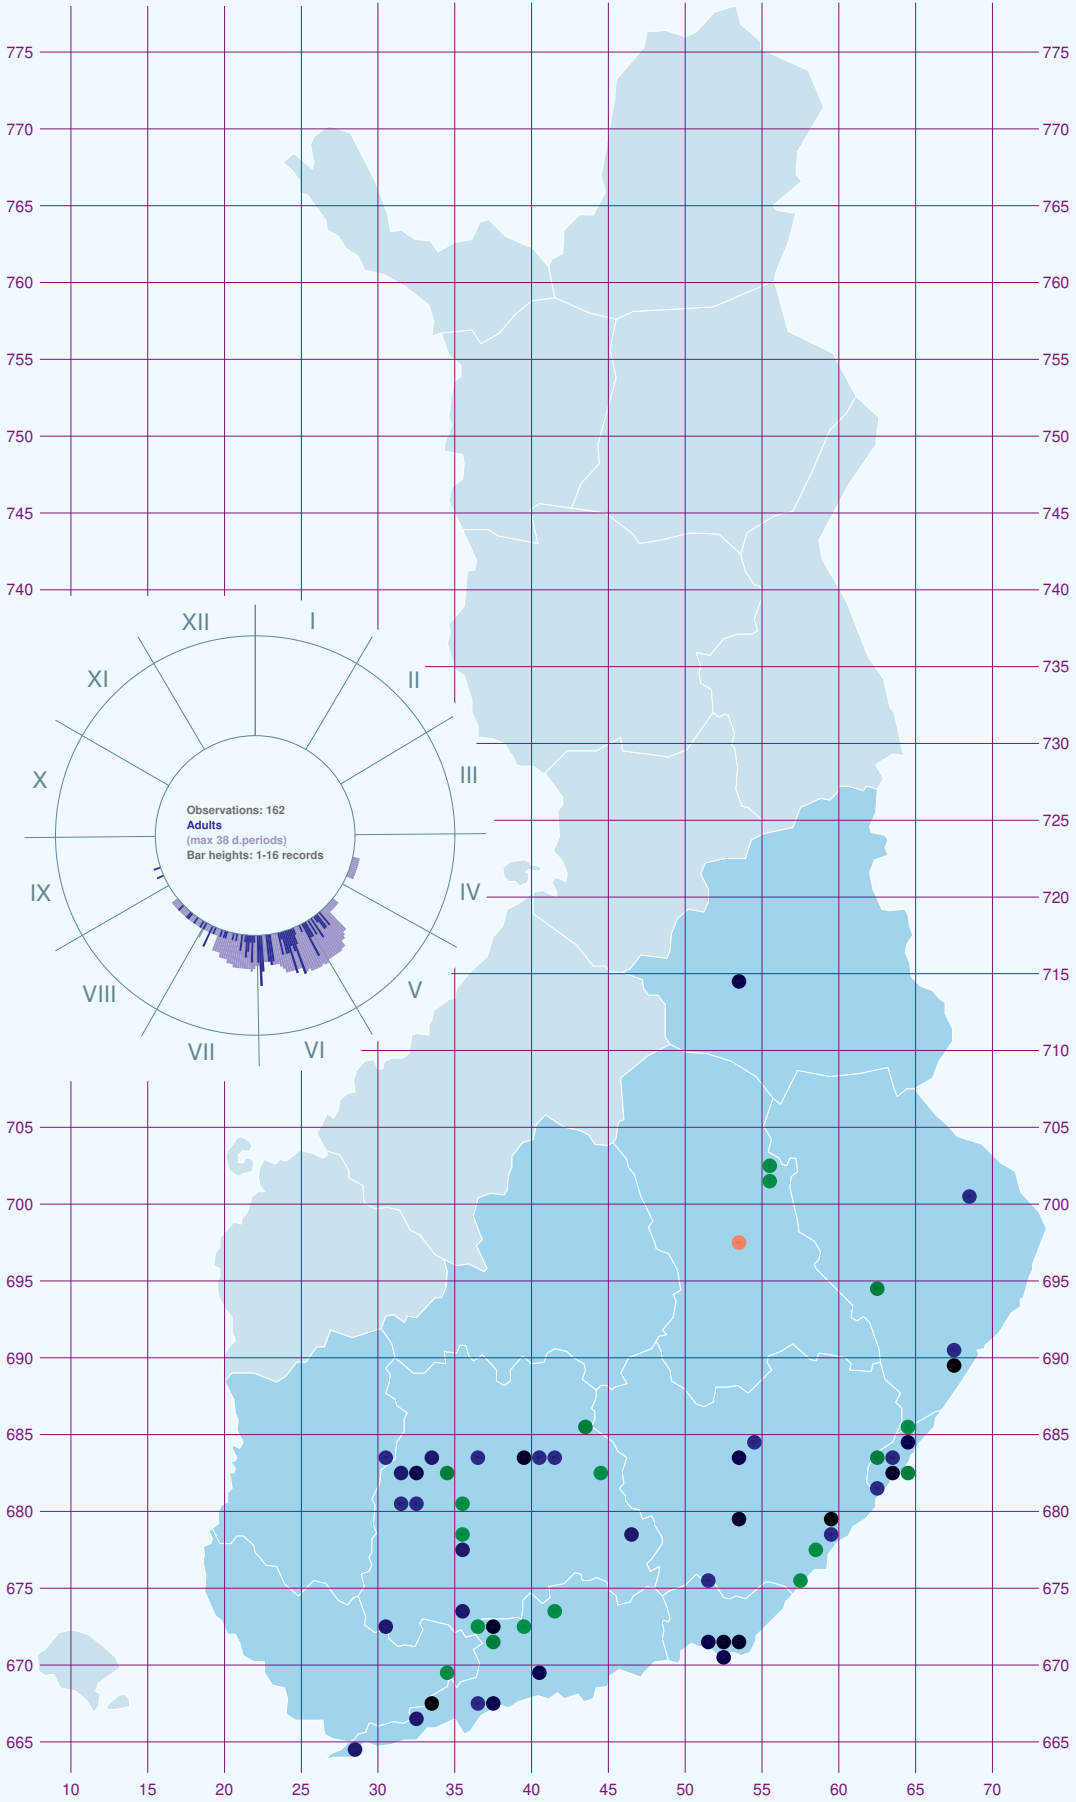 775 775
770 770
765 765
760 760
755 755
750 750
745 745
740 740
XII I
735
XI II
730
X III
Observations: 162
Adults
(max 38 d.periods)
Bar heights: 1-16 records
725
IX IV
720
715
VIII V
VII VI
710
705 705
700 700
695 695
690 690
685 685
680 680
675 675
670 670
665 665
10 15 20 25 30 35 40 45 50 55 60 65 70